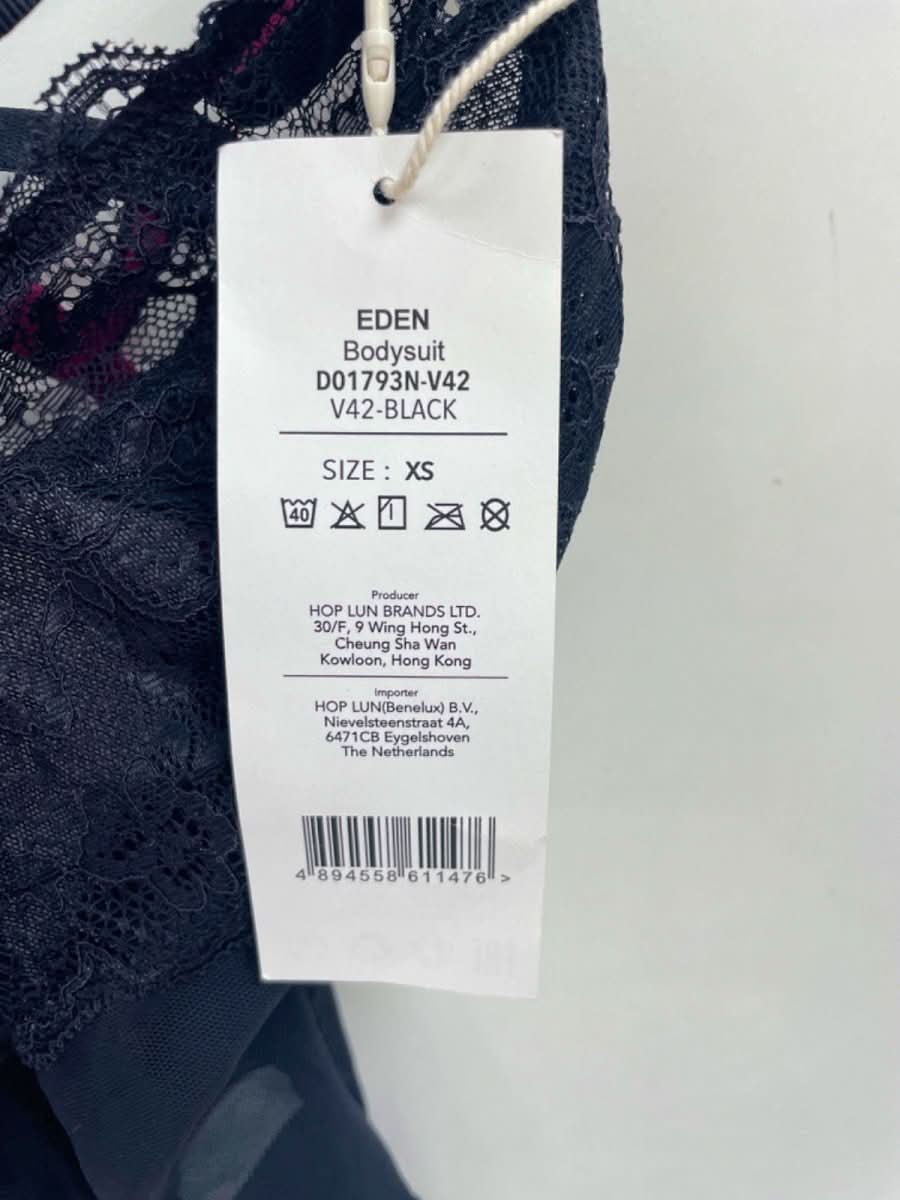 EDEN
Bodysuit
D01793N-V42
V42-BLACK
SIZE : XS
40
Producer
HOP LUN BRANDS LTD.
30/F, 9 Wing Hong St.,
Cheung Sha Wan
Kowloon, Hong Kong
Importer
HOP LUN(Benelux) B.V.,
Nievelsteenstraat 4A,
6471CB Eygelshoven
The Netherlands
4 894558 611476 >